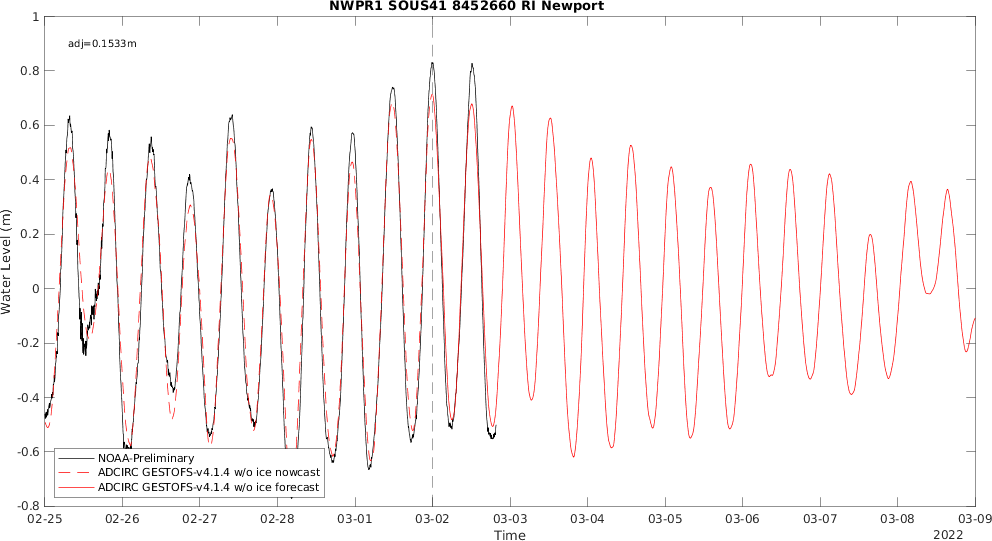 NWPR1 SOUS41 8452660 RI Newport
adj=0.1533m
1
0.8
0.6
0.4
0.2
0
-0.2
-0.4
-0.6
-0.8
Water Level (m)
NOAA-Preliminary
ADCIRC GESTOFS-v4.1.4 w/o ice nowcast
ADCIRC GESTOFS-v4.1.4 w/o ice forecast
02-25 02-26 02-27 02-28 03-01 03-02 03-03 03-04 03-05 03-06 03-07 03-08 03-09
Time
2022